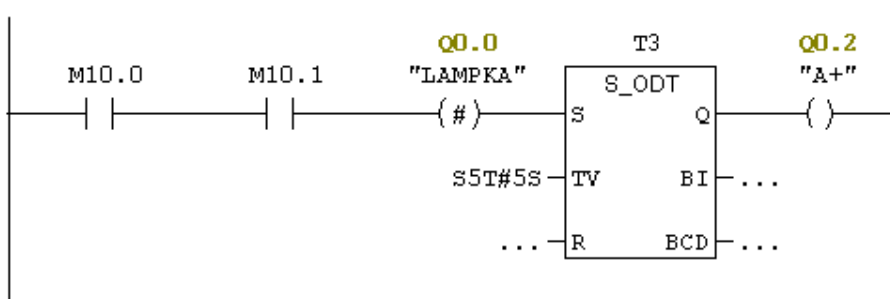 Q0.0 T3 Q0.2
M10.0 M10.1 "LAMPKA" S_ODT "A+"
(#) S Q ( )
S5T#5S TV BI ...
... R BCD ...